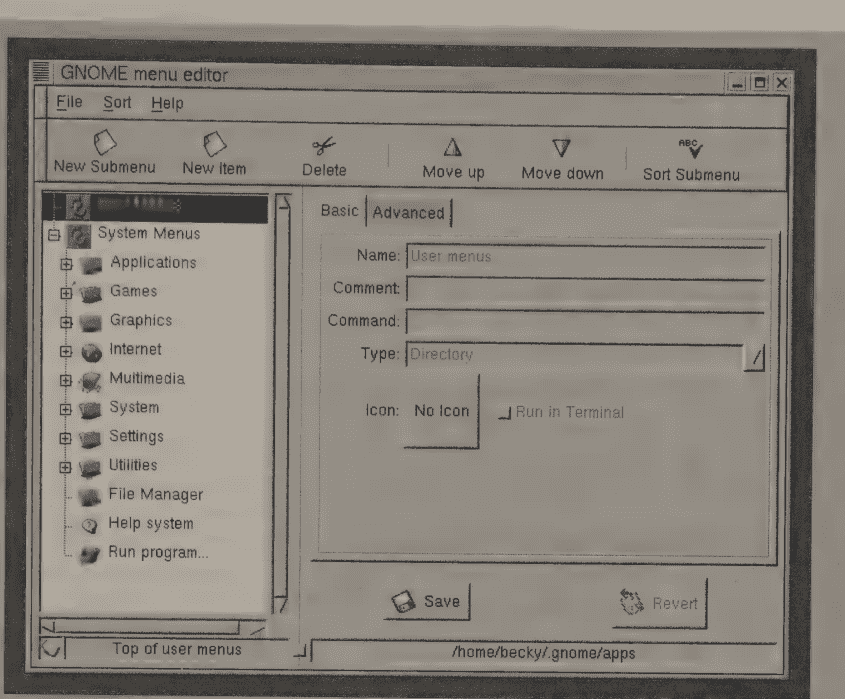 GNOME menu editor
File Sort Help
ABC
New Submenu New item Delete Move up Move down Sort Submenu
Basic Advanced
System Menus
Applications
Games
Graphics
Internet
Multimedia
System
Settings
Utilities
File Manager
Help system
Run program...
Name: User menus
Comment:
Command:
Type: Directory
Icon: No Icon Run in Terminal
Save Revert
Top of user menus /home/becky/.gnome/apps